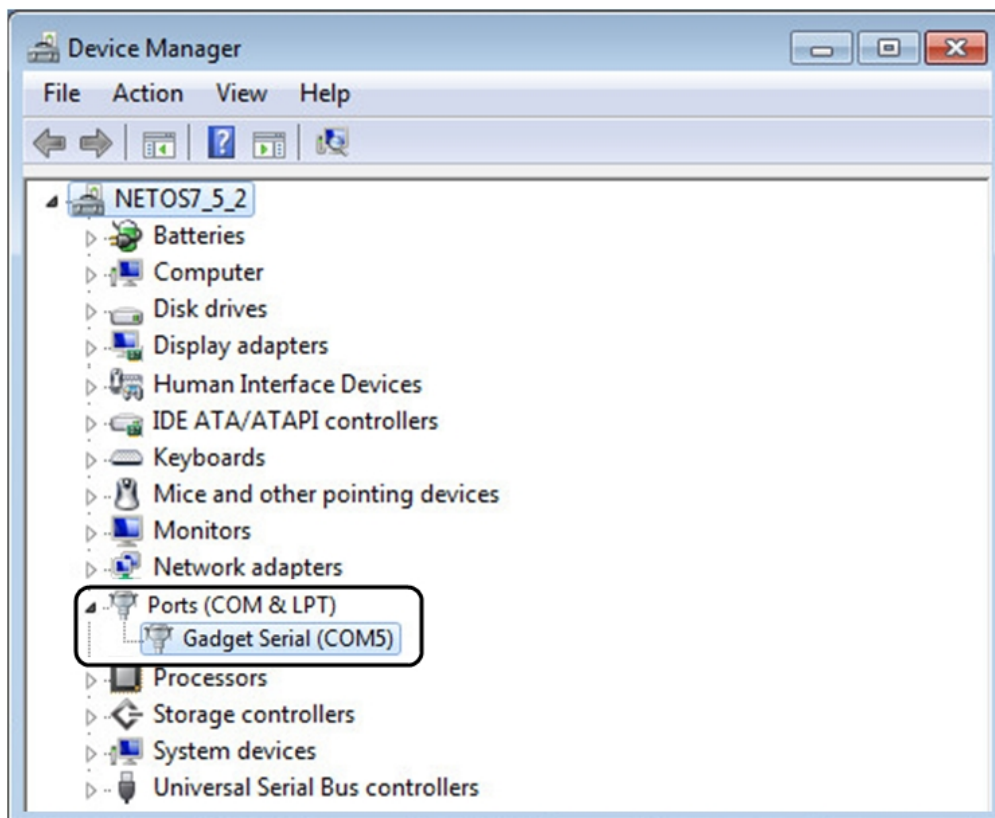 Device Manager
File Action View Help
NETOS7_5_2
Batteries
Computer
Disk drives
Display adapters
Human Interface Devices
IDE ATA/ATAPI controllers
Keyboards
Mice and other pointing devices
Monitors
Network adapters
Ports (COM & LPT)
Gadget Serial (COM5)
Processors
Storage controllers
System devices
Universal Serial Bus controllers